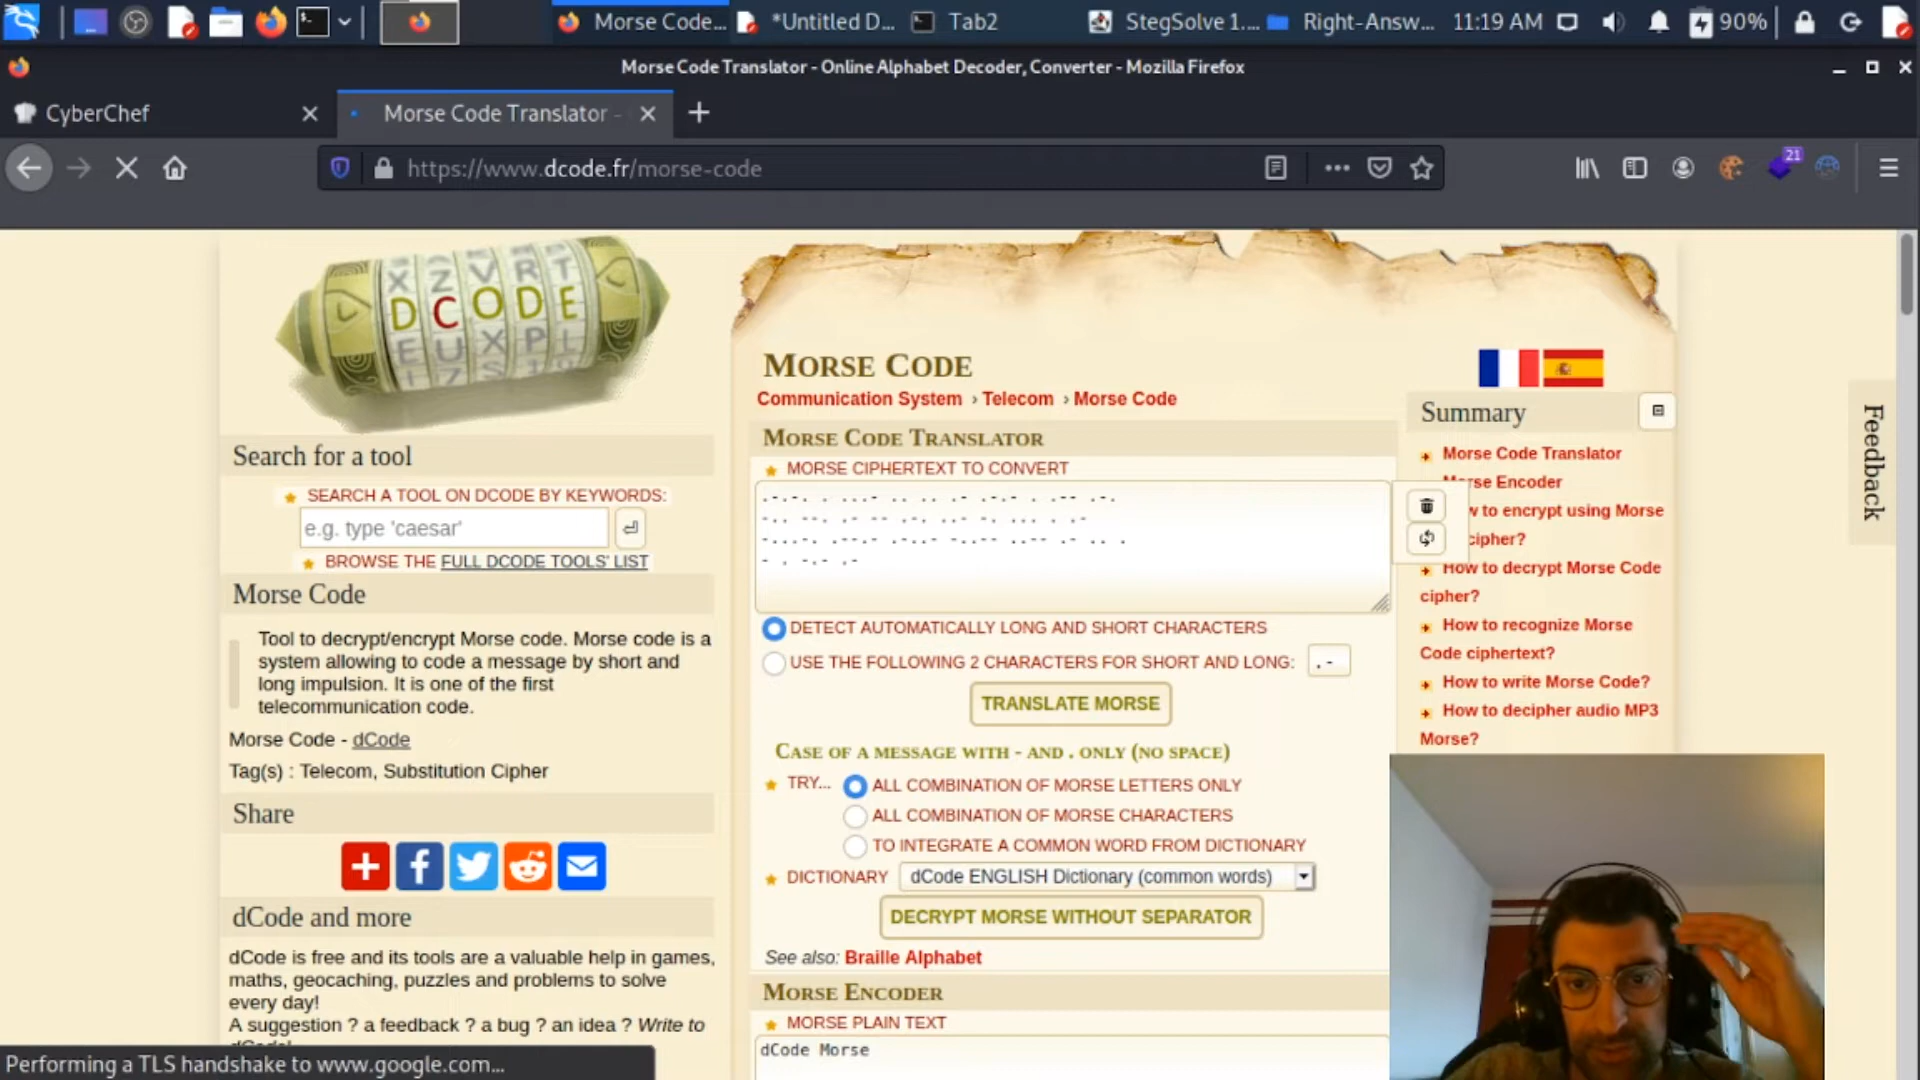 Morse Code...
*Untitled D...
Tab2
StegSolve 1....
Right-Answ...
11:19 AM
90%
Morse Code Translator - Online Alphabet Decoder, Converter - Mozilla Firefox
CyberChef
Morse Code Translator -
https://www.dcode.fr/morse-code
21
DCODE
Search for a tool
SEARCH A TOOL ON DCODE BY KEYWORDS:
e.g. type 'caesar'
BROWSE THE FULL DCODE TOOLS' LIST
Morse Code
Tool to decrypt/encrypt Morse code. Morse code is a
system allowing to code a message by short and
long impulsion. It is one of the first
telecommunication code.
Morse Code - dCode
Tag(s) : Telecom, Substitution Cipher
Share
dCode and more
dCode is free and its tools are a valuable help in games,
maths, geocaching, puzzles and problems to solve
every day!
A suggestion ? a feedback ? a bug ? an idea ? Write to
dCode!
Performing a TLS handshake to www.google.com...
MORSE CODE
Communication System › Telecom › Morse Code
MORSE CODE TRANSLATOR
MORSE CIPHERTEXT TO CONVERT
.-.-. . ...- .. .. .- .-.- . .-- .-.
-.. --. .- -- .-. ..- -. ... . .-
-...-. .--.- .-..- -..-- ..-- .- .. .
- . -.- .-
DETECT AUTOMATICALLY LONG AND SHORT CHARACTERS
USE THE FOLLOWING 2 CHARACTERS FOR SHORT AND LONG: .-
TRANSLATE MORSE
CASE OF A MESSAGE WITH - AND . ONLY (NO SPACE)
TRY...
ALL COMBINATION OF MORSE LETTERS ONLY
ALL COMBINATION OF MORSE CHARACTERS
TO INTEGRATE A COMMON WORD FROM DICTIONARY
DICTIONARY dCode ENGLISH Dictionary (common words)
DECRYPT MORSE WITHOUT SEPARATOR
See also: Braille Alphabet
MORSE ENCODER
MORSE PLAIN TEXT
dCode Morse
Summary
Morse Code Translator
Encoder
to encrypt using Morse
cipher?
How to decrypt Morse Code
cipher?
How to recognize Morse
Code ciphertext?
How to write Morse Code?
How to decipher audio MP3
Morse?
Feedback